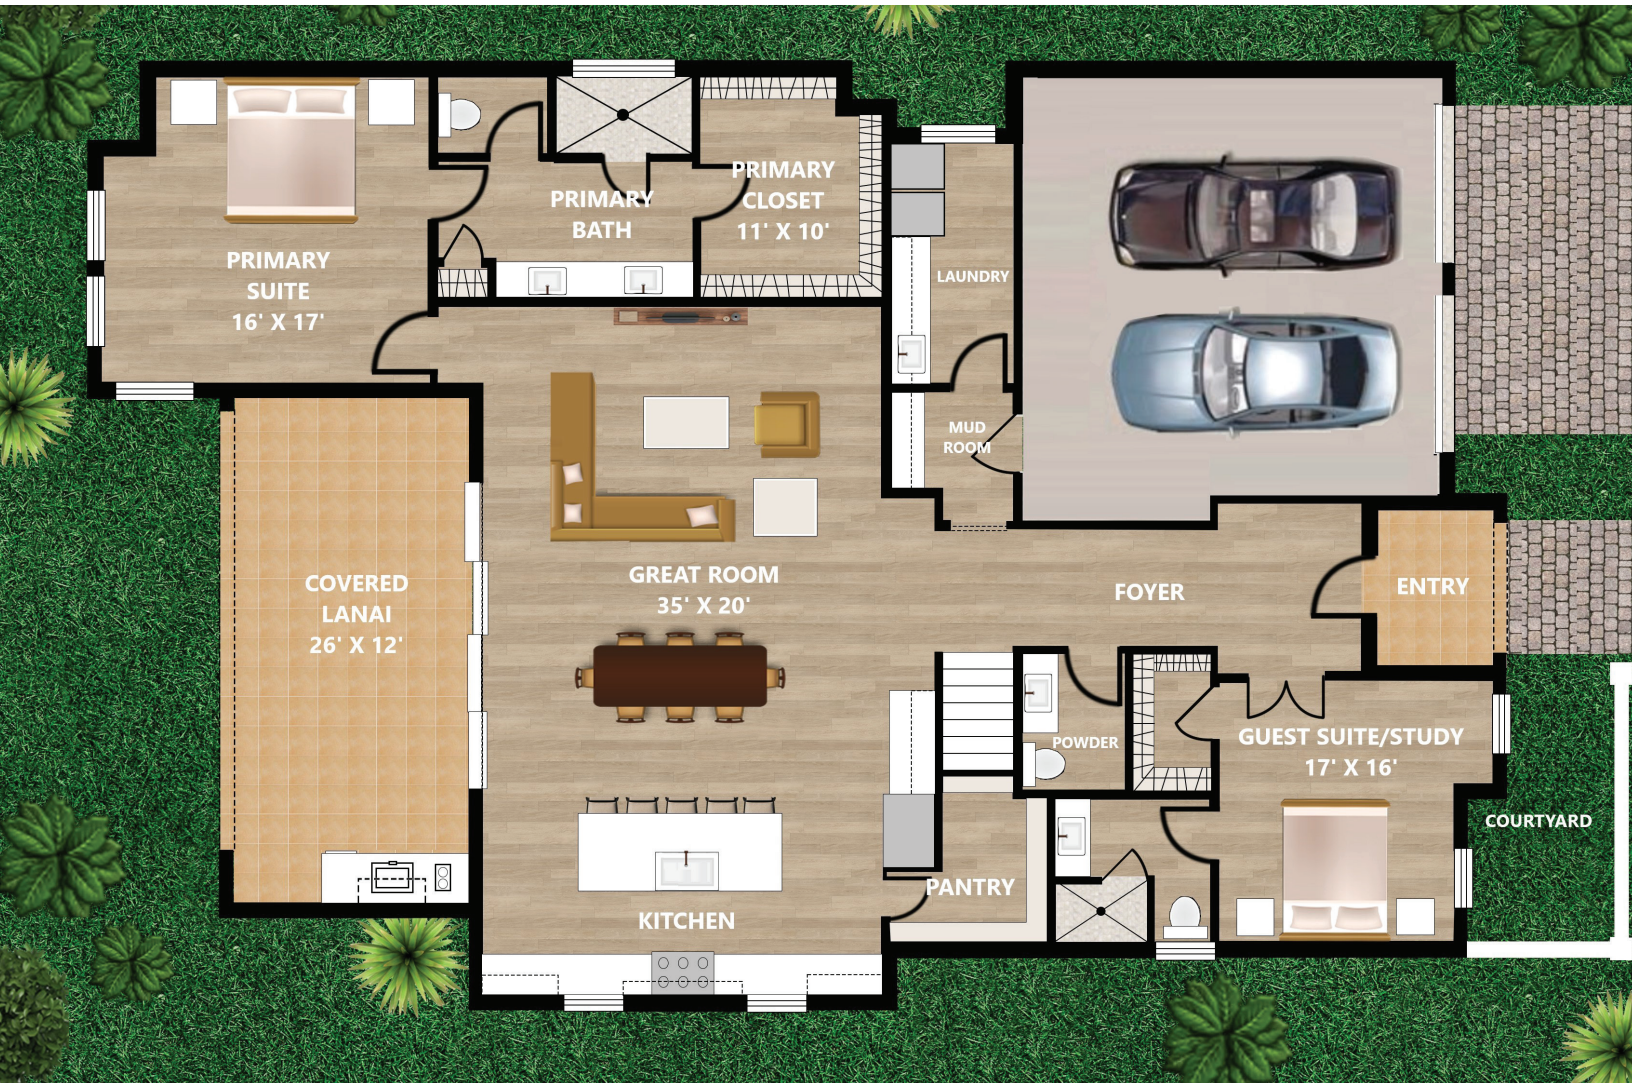 PRIMARY
SUITE
16' X 17'
PRIMARY
BATH
PRIMARY
CLOSET
11' X 10'
LAUNDRY
MUD
ROOM
COVERED
LANAI
26' X 12'
GREAT ROOM
35' X 20'
FOYER
ENTRY
POWDER
GUEST SUITE/STUDY
17' X 16'
COURTYARD
PANTRY
KITCHEN